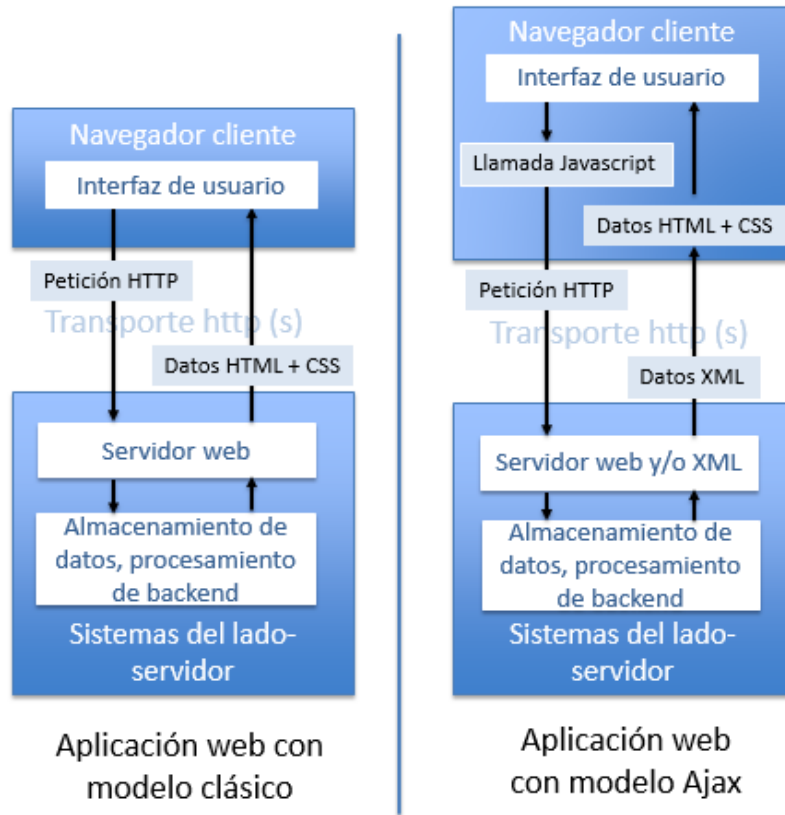 Navegador cliente
Interfaz de usuario
Petición HTTP
Transporte http (s)
Datos HTML + CSS
Servidor web
Almacenamiento de
datos, procesamiento
de backend
Sistemas del lado-
servidor
Aplicación web con
modelo clásico
Navegador cliente
Interfaz de usuario
Llamada Javascript
Datos HTML + CSS
Petición HTTP
Transporte http (s)
Datos XML
Servidor web y/o XML
Almacenamiento de
datos, procesamiento
de backend
Sistemas del lado-
servidor
Aplicación web
con modelo Ajax